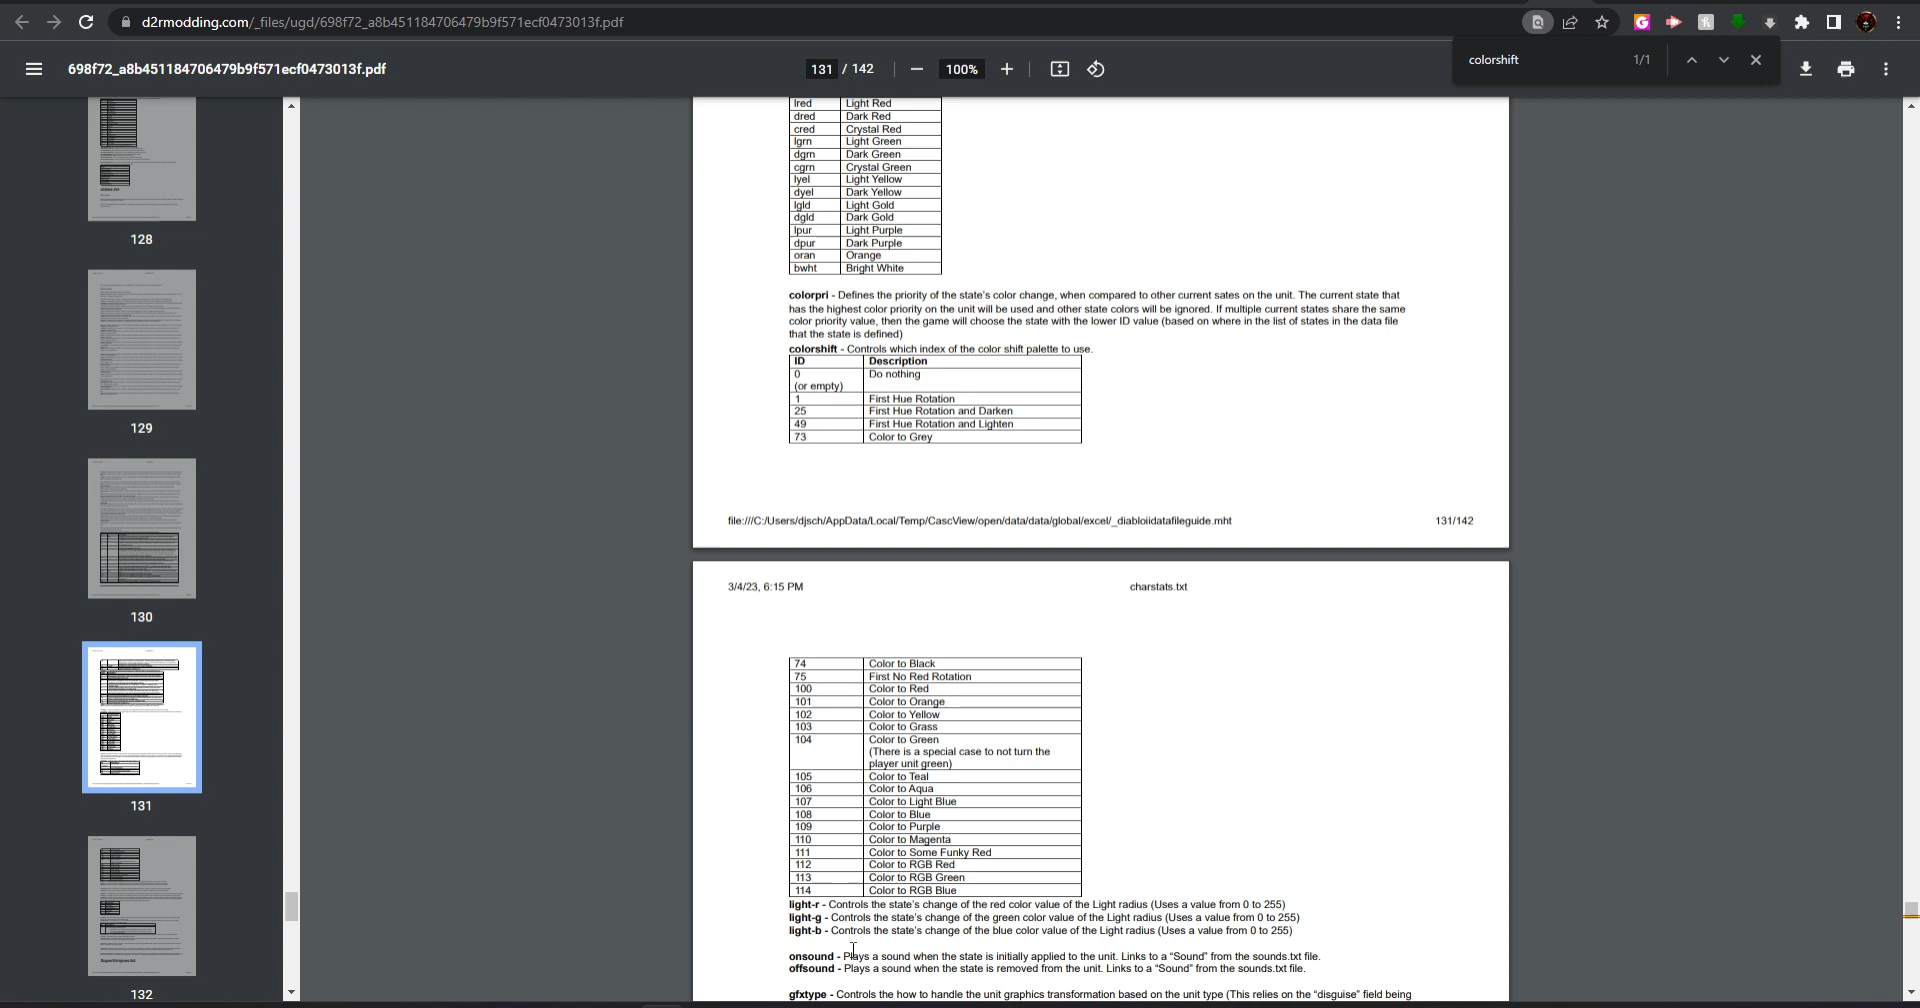 d2rmodding.com/_files/ugd/698f72_a8b451184706479b9f571ecf0473013f.pdf
colorshift 1/1
698f72_a8b451184706479b9f571ecf0473013f.pdf 131 / 142 100%
128
129
130
131
132
lred Light Red
dred Dark Red
cred Crystal Red
lgrn Light Green
dgrn Dark Green
cgrn Crystal Green
lyel Light Yellow
dyel Dark Yellow
lgld Light Gold
dgld Dark Gold
lpur Light Purple
dpur Dark Purple
oran Orange
bwht Bright White
colorpri - Defines the priority of the state's color change, when compared to other current sates on the unit. The current state that
has the highest color priority on the unit will be used and other state colors will be ignored. If multiple current states share the same
color priority value, then the game will choose the state with the lower ID value (based on where in the list of states in the data file
that the state is defined)
colorshift - Controls which index of the color shift palette to use.
ID Description
0 Do nothing
(or empty)
1 First Hue Rotation
25 First Hue Rotation and Darken
49 First Hue Rotation and Lighten
73 Color to Grey
file:///C:/Users/djsch/AppData/Local/Temp/CascView/open/data/data/global/excel/_diabloiidatafileguide.mht 131/142
3/4/23, 6:15 PM charstats.txt
74 Color to Black
75 First No Red Rotation
100 Color to Red
101 Color to Orange
102 Color to Yellow
103 Color to Grass
104 Color to Green
(There is a special case to not turn the
player unit green)
105 Color to Teal
106 Color to Aqua
107 Color to Light Blue
108 Color to Blue
109 Color to Purple
110 Color to Magenta
111 Color to Some Funky Red
112 Color to RGB Red
113 Color to RGB Green
114 Color to RGB Blue
light-r - Controls the state's change of the red color value of the Light radius (Uses a value from 0 to 255)
light-g - Controls the state's change of the green color value of the Light radius (Uses a value from 0 to 255)
light-b - Controls the state's change of the blue color value of the Light radius (Uses a value from 0 to 255)
onsound - Plays a sound when the state is initially applied to the unit. Links to a "Sound" from the sounds.txt file.
offsound - Plays a sound when the state is removed from the unit. Links to a "Sound" from the sounds.txt file.
gfxtype - Controls the how to handle the unit graphics transformation based on the unit type (This relies on the "disguise" field being